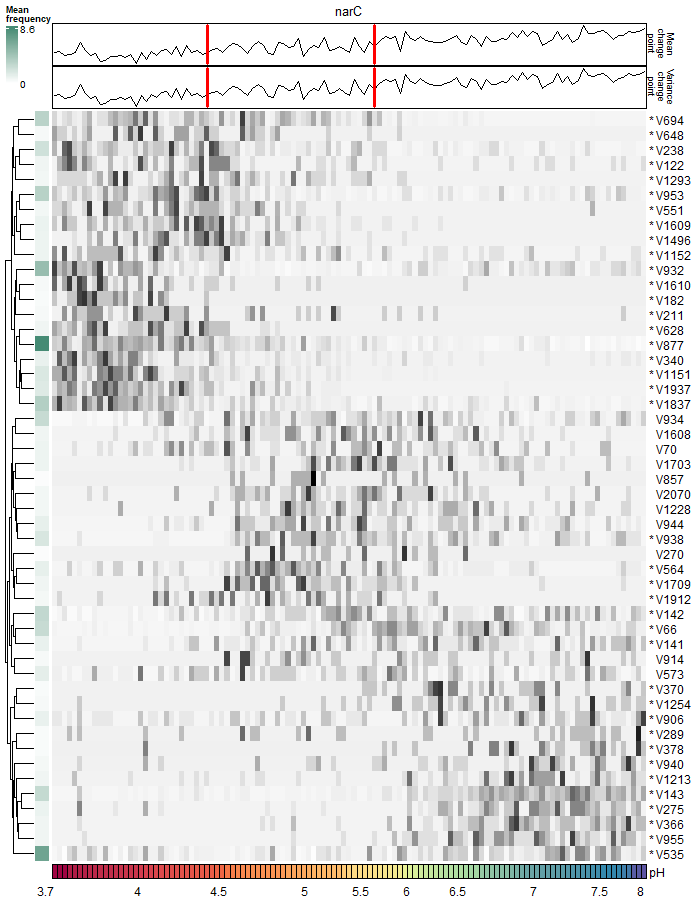 Mean
frequency
8.6
0
narC
Mean
change
point
Variance
change
point
* V694
* V648
* V238
* V122
* V1293
* V953
* V551
* V1609
* V1496
* V1152
* V932
* V1610
* V182
* V211
* V628
* V877
* V340
* V1151
* V1937
* V1837
V934
V1608
V70
V1703
V857
V2070
V1228
V944
* V938
V270
* V564
* V1709
* V1912
* V142
* V66
* V141
V914
V573
* V370
* V1254
* V906
* V289
* V378
* V940
* V1213
* V143
* V275
* V366
* V955
* V535
pH
3.7 4 4.5 5 5.5 6 6.5 7 7.5 8